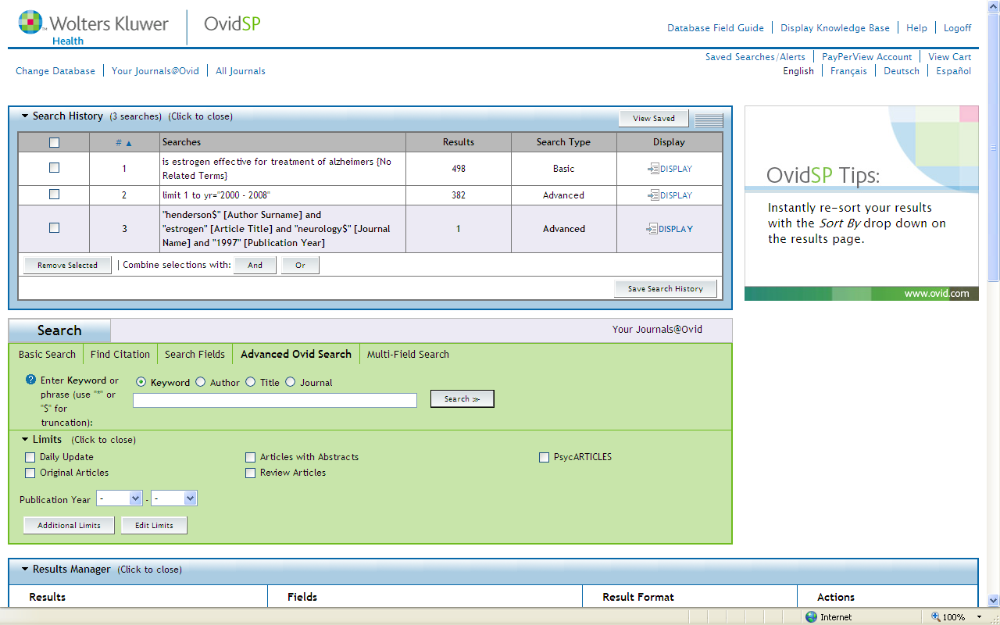 Wolters Kluwer
Health
OvidSP
Database Field Guide | Display Knowledge Base | Help | Logoff
Saved Searches/Alerts | PayPerView Account | View Cart
Change Database | Your Journals@Ovid | All Journals
English | Français | Deutsch | Español
Search History (3 searches) (Click to close)
View Saved
# ▲ Searches Results Search Type Display
1 is estrogen effective for treatment of alzheimers {No
Related Terms} 498 Basic DISPLAY
2 limit 1 to yr="2000 - 2008" 382 Advanced DISPLAY
3 "henderson$" [Author Surname] and
"estrogen" [Article Title] and "neurology$" [Journal
Name] and "1997" [Publication Year] 1 Advanced DISPLAY
Remove Selected | Combine selections with: And Or
Save Search History
OvidSP Tips:
Instantly re-sort your results
with the Sort By drop down on
the results page.
www.ovid.com
Search
Your Journals@Ovid
Basic Search | Find Citation | Search Fields | Advanced Ovid Search | Multi-Field Search
? Enter Keyword or
phrase (use "*" or
"$" for
truncation):
Keyword Author Title Journal
Search ≫
Limits (Click to close)
Daily Update Articles with Abstracts PsycARTICLES
Original Articles Review Articles
Publication Year - - -
Additional Limits Edit Limits
Results Manager (Click to close)
Results Fields Result Format Actions
Internet 100%